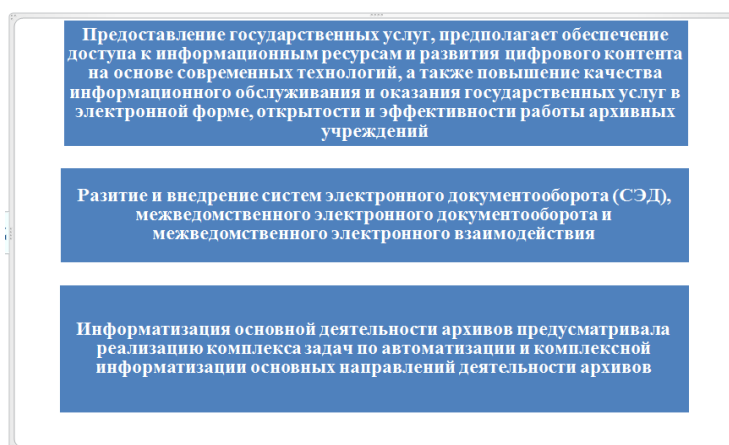 Предоставление государственных услуг, предполагает обеспечение
доступа к информационным ресурсам и развития цифрового контента
на основе современных технологий, а также повышение качества
информационного обслуживания и оказания государственных услуг в
электронной форме, открытости и эффективности работы архивных
учреждений
Разитие и внедрение систем электронного документооборота (СЭД),
межведомственного электронного документооборота и
межведомственного электронного взаимодействия
Информатизация основной деятельности архивов предусматривала
реализацию комплекса задач по автоматизации и комплексной
информатизации основных направлений деятельности архивов